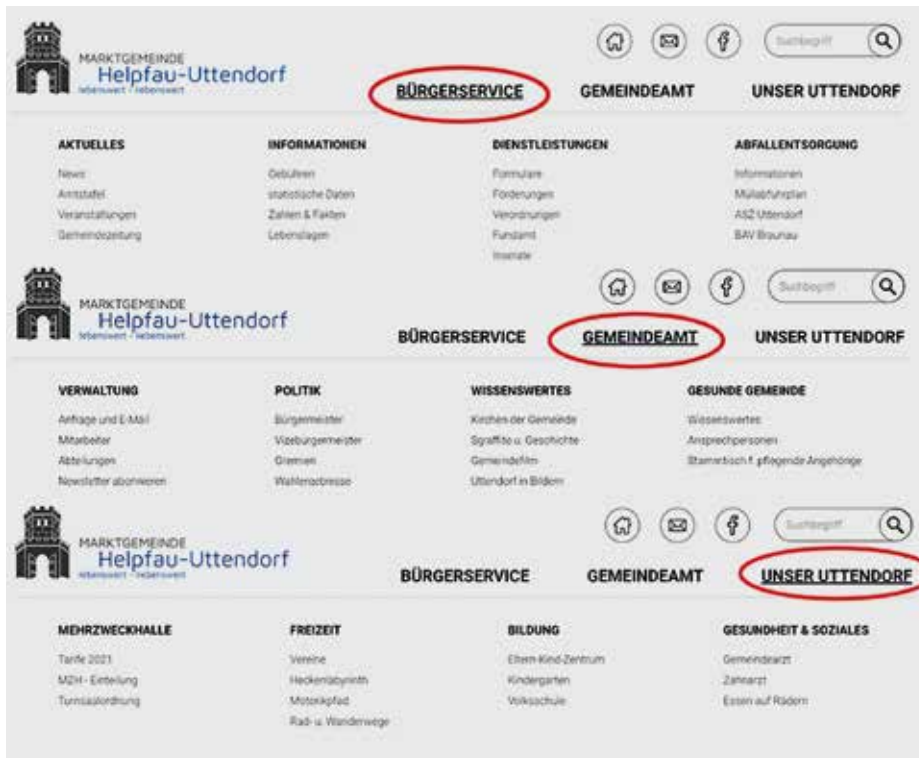 MARKTGEMEINDE
Helpfau-Uttendorf
lebenswert - liebenswert
Suchbegriff
BÜRGERSERVICE GEMEINDEAMT UNSER UTTENDORF
AKTUELLES INFORMATIONEN DIENSTLEISTUNGEN ABFALLENTSORGUNG
News Gebühren Formulare Informationen
Amtstafel statistische Daten Förderungen Müllabfuhrplan
Veranstaltungen Zahlen & Fakten Verordnungen ASZ Uttendorf
Gemeindezeitung Lebenslagen Fundamt BAV Braunau
Inserate
MARKTGEMEINDE
Helpfau-Uttendorf
lebenswert - liebenswert
Suchbegriff
BÜRGERSERVICE GEMEINDEAMT UNSER UTTENDORF
VERWALTUNG POLITIK WISSENSWERTES GESUNDE GEMEINDE
Anfrage und E-Mail Bürgermeister Kirchen der Gemeinde Wissenswertes
Mitarbeiter Vizebürgermeister Sgraffito u. Geschichte Ansprechpersonen
Abteilungen Gremien Gemeindefilm Stammtisch f. pflegende Angehörige
Newsletter abonnieren Wahlergebnisse Uttendorf in Bildern
MARKTGEMEINDE
Helpfau-Uttendorf
lebenswert - liebenswert
Suchbegriff
BÜRGERSERVICE GEMEINDEAMT UNSER UTTENDORF
MEHRZWECKHALLE FREIZEIT BILDUNG GESUNDHEIT & SOZIALES
Tarife 2021 Vereine Eltern-Kind-Zentrum Gemeindearzt
MZH - Einteilung Heckenlabyrinth Kindergarten Zahnarzt
Turnsaalordnung Motorikpfad Volksschule Essen auf Rädern
Rad- u. Wanderwege